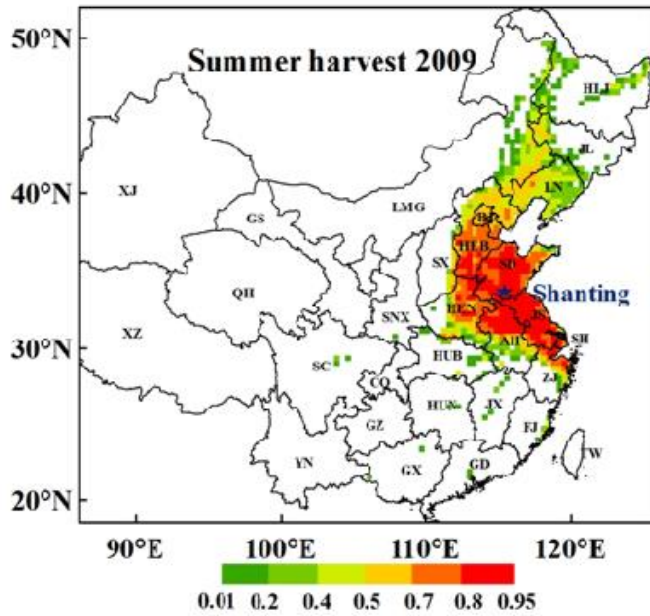 50°N
Summer harvest 2009
HLJ
JL
XJ
40°N
LN
GS
LMG
BJ
HEB
SX
SD
QH
Shanting
SNX
HEN
JS
XZ
30°N
AH
SH
HUB
SC
CQ
ZJ
HUN
JX
GZ
FJ
YN
GX
GD
TW
20°N
90°E 100°E 110°E 120°E
0.01 0.2 0.4 0.5 0.7 0.8 0.95